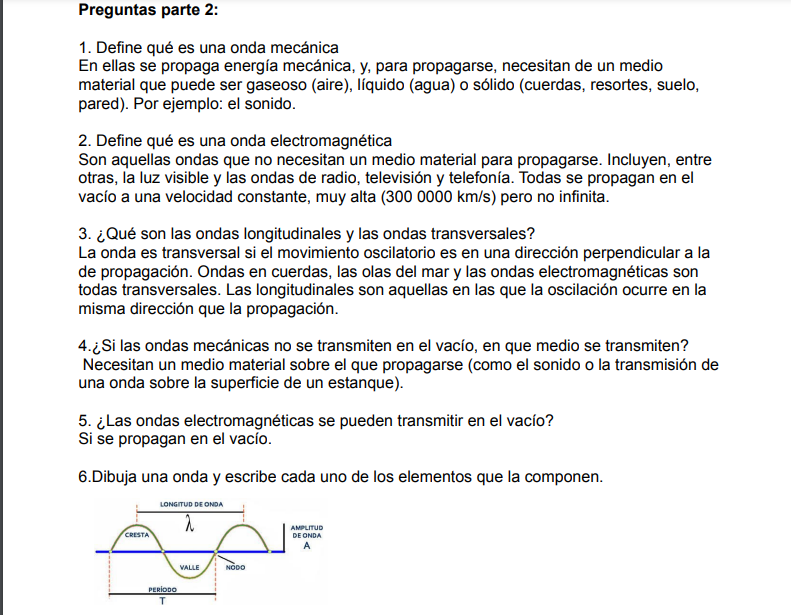 Preguntas parte 2:
1. Define qué es una onda mecánica
En ellas se propaga energía mecánica, y, para propagarse, necesitan de un medio
material que puede ser gaseoso (aire), líquido (agua) o sólido (cuerdas, resortes, suelo,
pared). Por ejemplo: el sonido.
2. Define qué es una onda electromagnética
Son aquellas ondas que no necesitan un medio material para propagarse. Incluyen, entre
otras, la luz visible y las ondas de radio, televisión y telefonía. Todas se propagan en el
vacío a una velocidad constante, muy alta (300 0000 km/s) pero no infinita.
3. ¿Qué son las ondas longitudinales y las ondas transversales?
La onda es transversal si el movimiento oscilatorio es en una dirección perpendicular a la
de propagación. Ondas en cuerdas, las olas del mar y las ondas electromagnéticas son
todas transversales. Las longitudinales son aquellas en las que la oscilación ocurre en la
misma dirección que la propagación.
4.¿Si las ondas mecánicas no se transmiten en el vacío, en que medio se transmiten?
Necesitan un medio material sobre el que propagarse (como el sonido o la transmisión de
una onda sobre la superficie de un estanque).
5. ¿Las ondas electromagnéticas se pueden transmitir en el vacío?
Si se propagan en el vacío.
6.Dibuja una onda y escribe cada uno de los elementos que la componen.
LONGITUD DE ONDA
λ
CRESTA
AMPLITUD
DE ONDA
A
VALLE
NODO
PERÍODO
T